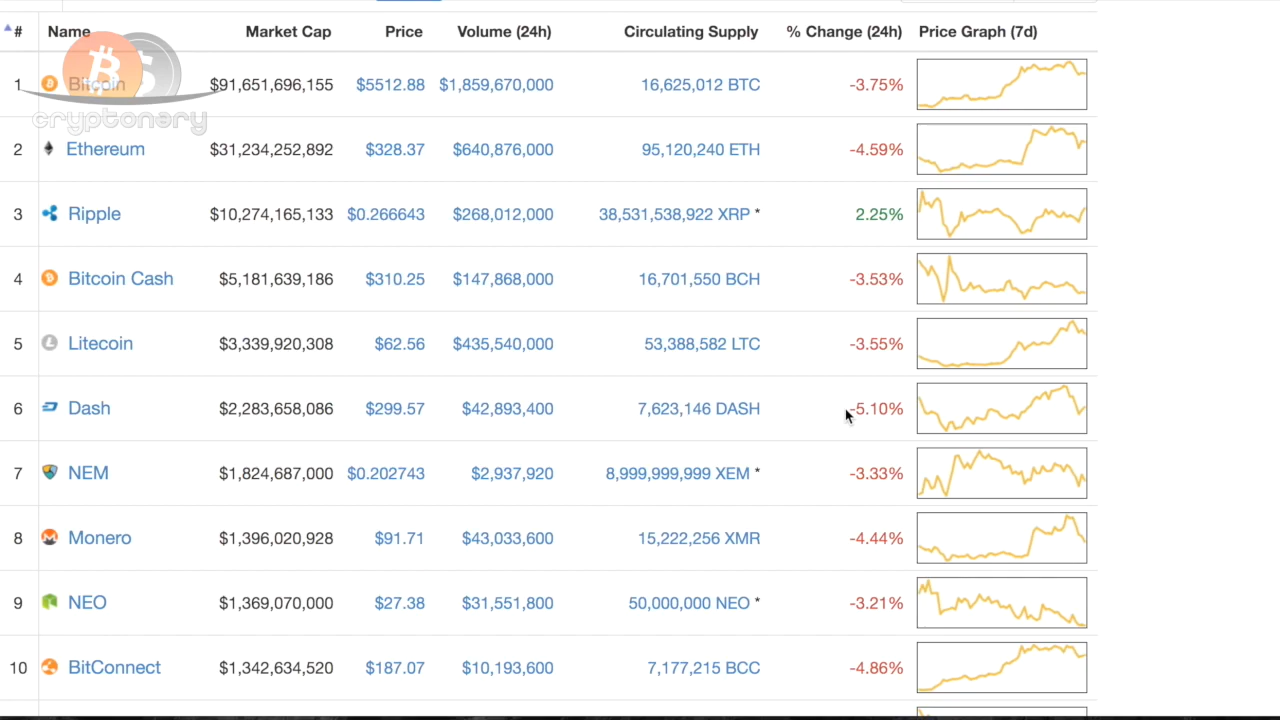 # Name Market Cap Price Volume (24h) Circulating Supply % Change (24h) Price Graph (7d)
1 Bitcoin $91,651,696,155 $5512.88 $1,859,670,000 16,625,012 BTC -3.75%
cryptonary
2 Ethereum $31,234,252,892 $328.37 $640,876,000 95,120,240 ETH -4.59%
3 Ripple $10,274,165,133 $0.266643 $268,012,000 38,531,538,922 XRP * 2.25%
4 Bitcoin Cash $5,181,639,186 $310.25 $147,868,000 16,701,550 BCH -3.53%
5 Litecoin $3,339,920,308 $62.56 $435,540,000 53,388,582 LTC -3.55%
6 Dash $2,283,658,086 $299.57 $42,893,400 7,623,146 DASH -5.10%
7 NEM $1,824,687,000 $0.202743 $2,937,920 8,999,999,999 XEM * -3.33%
8 Monero $1,396,020,928 $91.71 $43,033,600 15,222,256 XMR -4.44%
9 NEO $1,369,070,000 $27.38 $31,551,800 50,000,000 NEO * -3.21%
10 BitConnect $1,342,634,520 $187.07 $10,193,600 7,177,215 BCC -4.86%